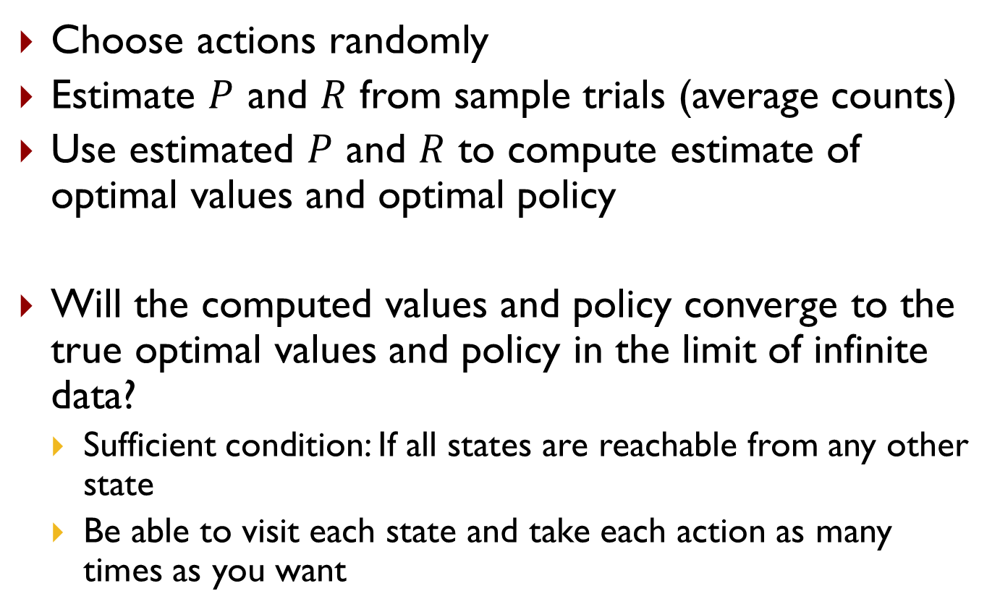 Choose actions randomly
Estimate P and R from sample trials (average counts)
Use estimated P and R to compute estimate of
optimal values and optimal policy
Will the computed values and policy converge to the
true optimal values and policy in the limit of infinite
data?
Sufficient condition: If all states are reachable from any other
state
Be able to visit each state and take each action as many
times as you want